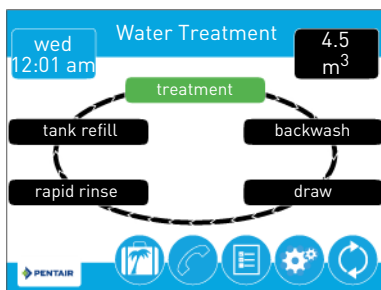 wed
12:01 am
Water Treatment
4.5
m³
treatment
tank refill
backwash
rapid rinse
draw
PENTAIR